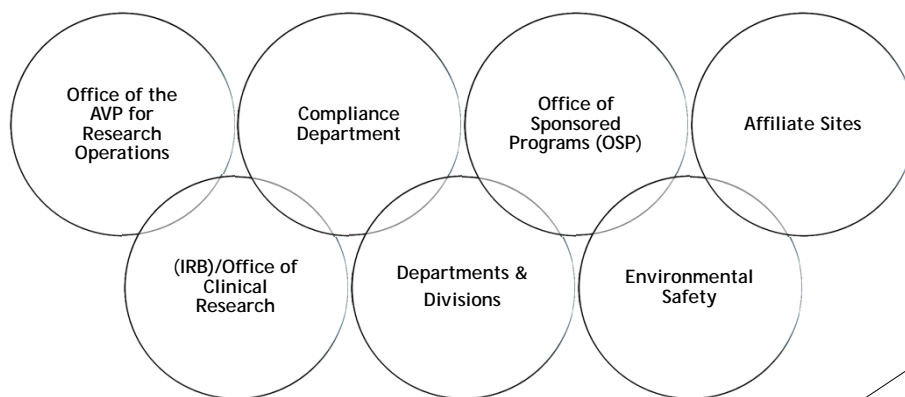 Office of the
AVP for
Research
Operations
Compliance
Department
Office of
Sponsored
Programs (OSP)
Affiliate Sites
(IRB)/Office of
Clinical
Research
Departments &
Divisions
Environmental
Safety